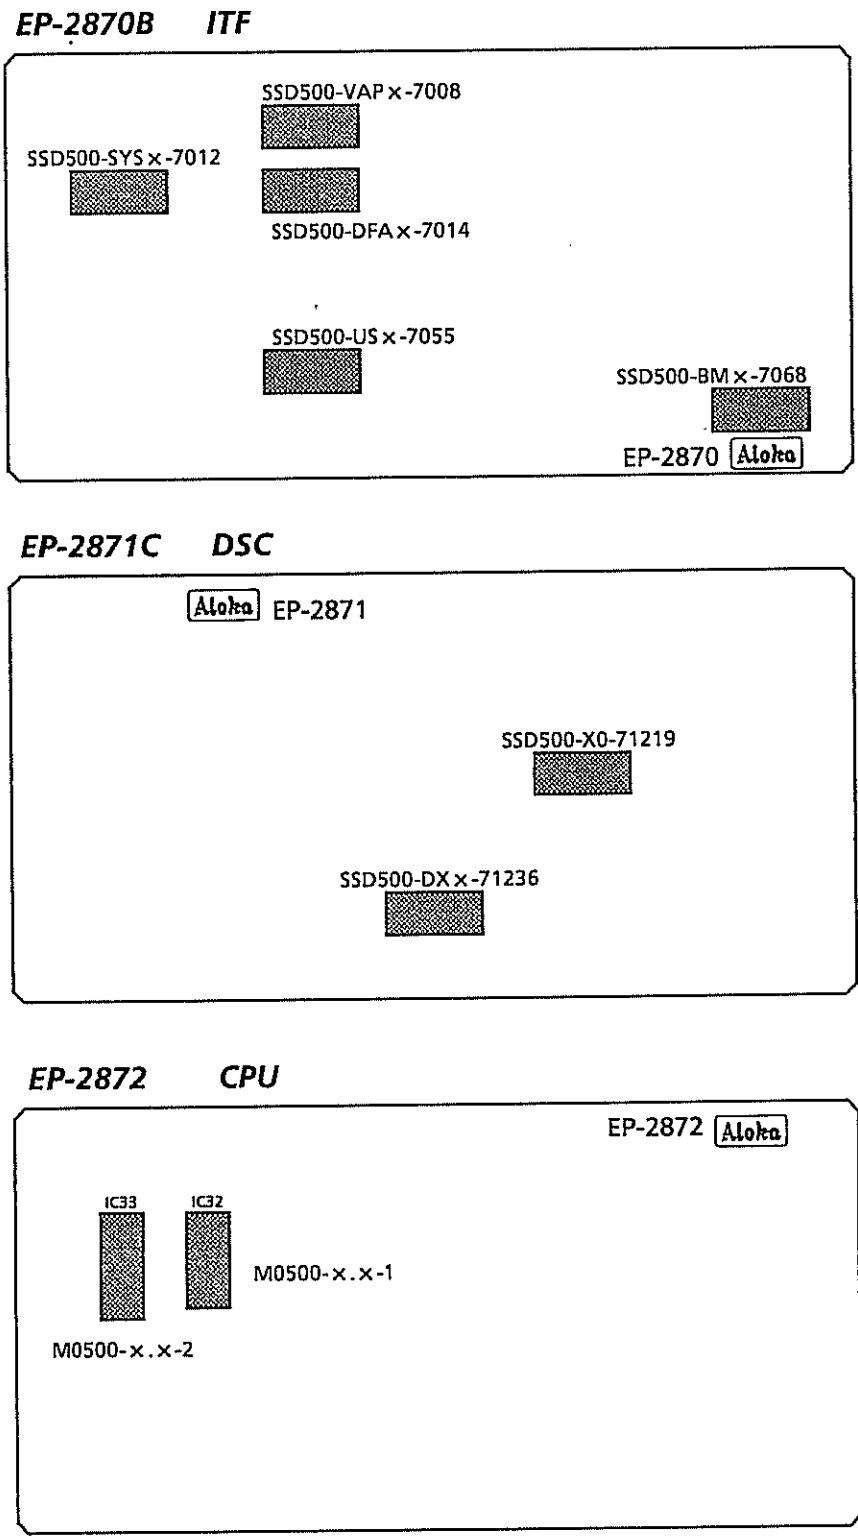 EP-2870B ITF
SSD500-VAP×-7008
SSD500-SYS×-7012
SSD500-DFA×-7014
SSD500-US×-7055
SSD500-BM×-7068
EP-2870 Aloka
EP-2871C DSC
Aloka EP-2871
SSD500-X0-71219
SSD500-DX×-71236
EP-2872 CPU
EP-2872 Aloka
IC33 IC32
M0500-×.×-1
M0500-×.×-2